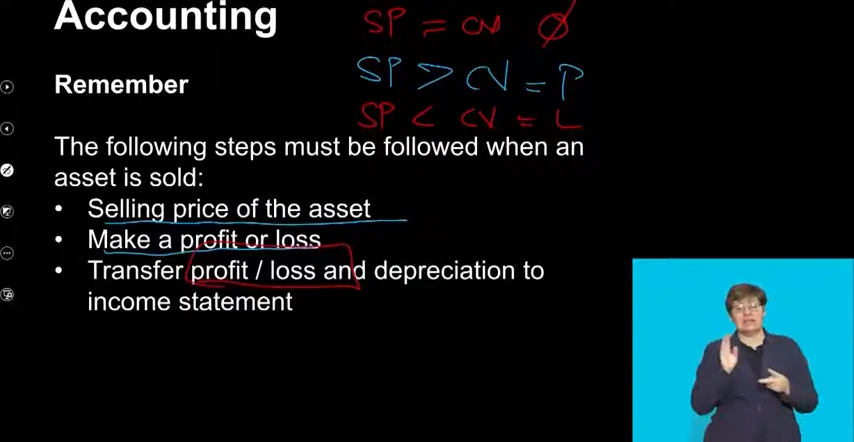 Accounting
SP = CV Ø
SP > CV = P
SP < CV = L
Remember
The following steps must be followed when an
asset is sold:
• Selling price of the asset
• Make a profit or loss
• Transfer profit / loss and depreciation to
income statement